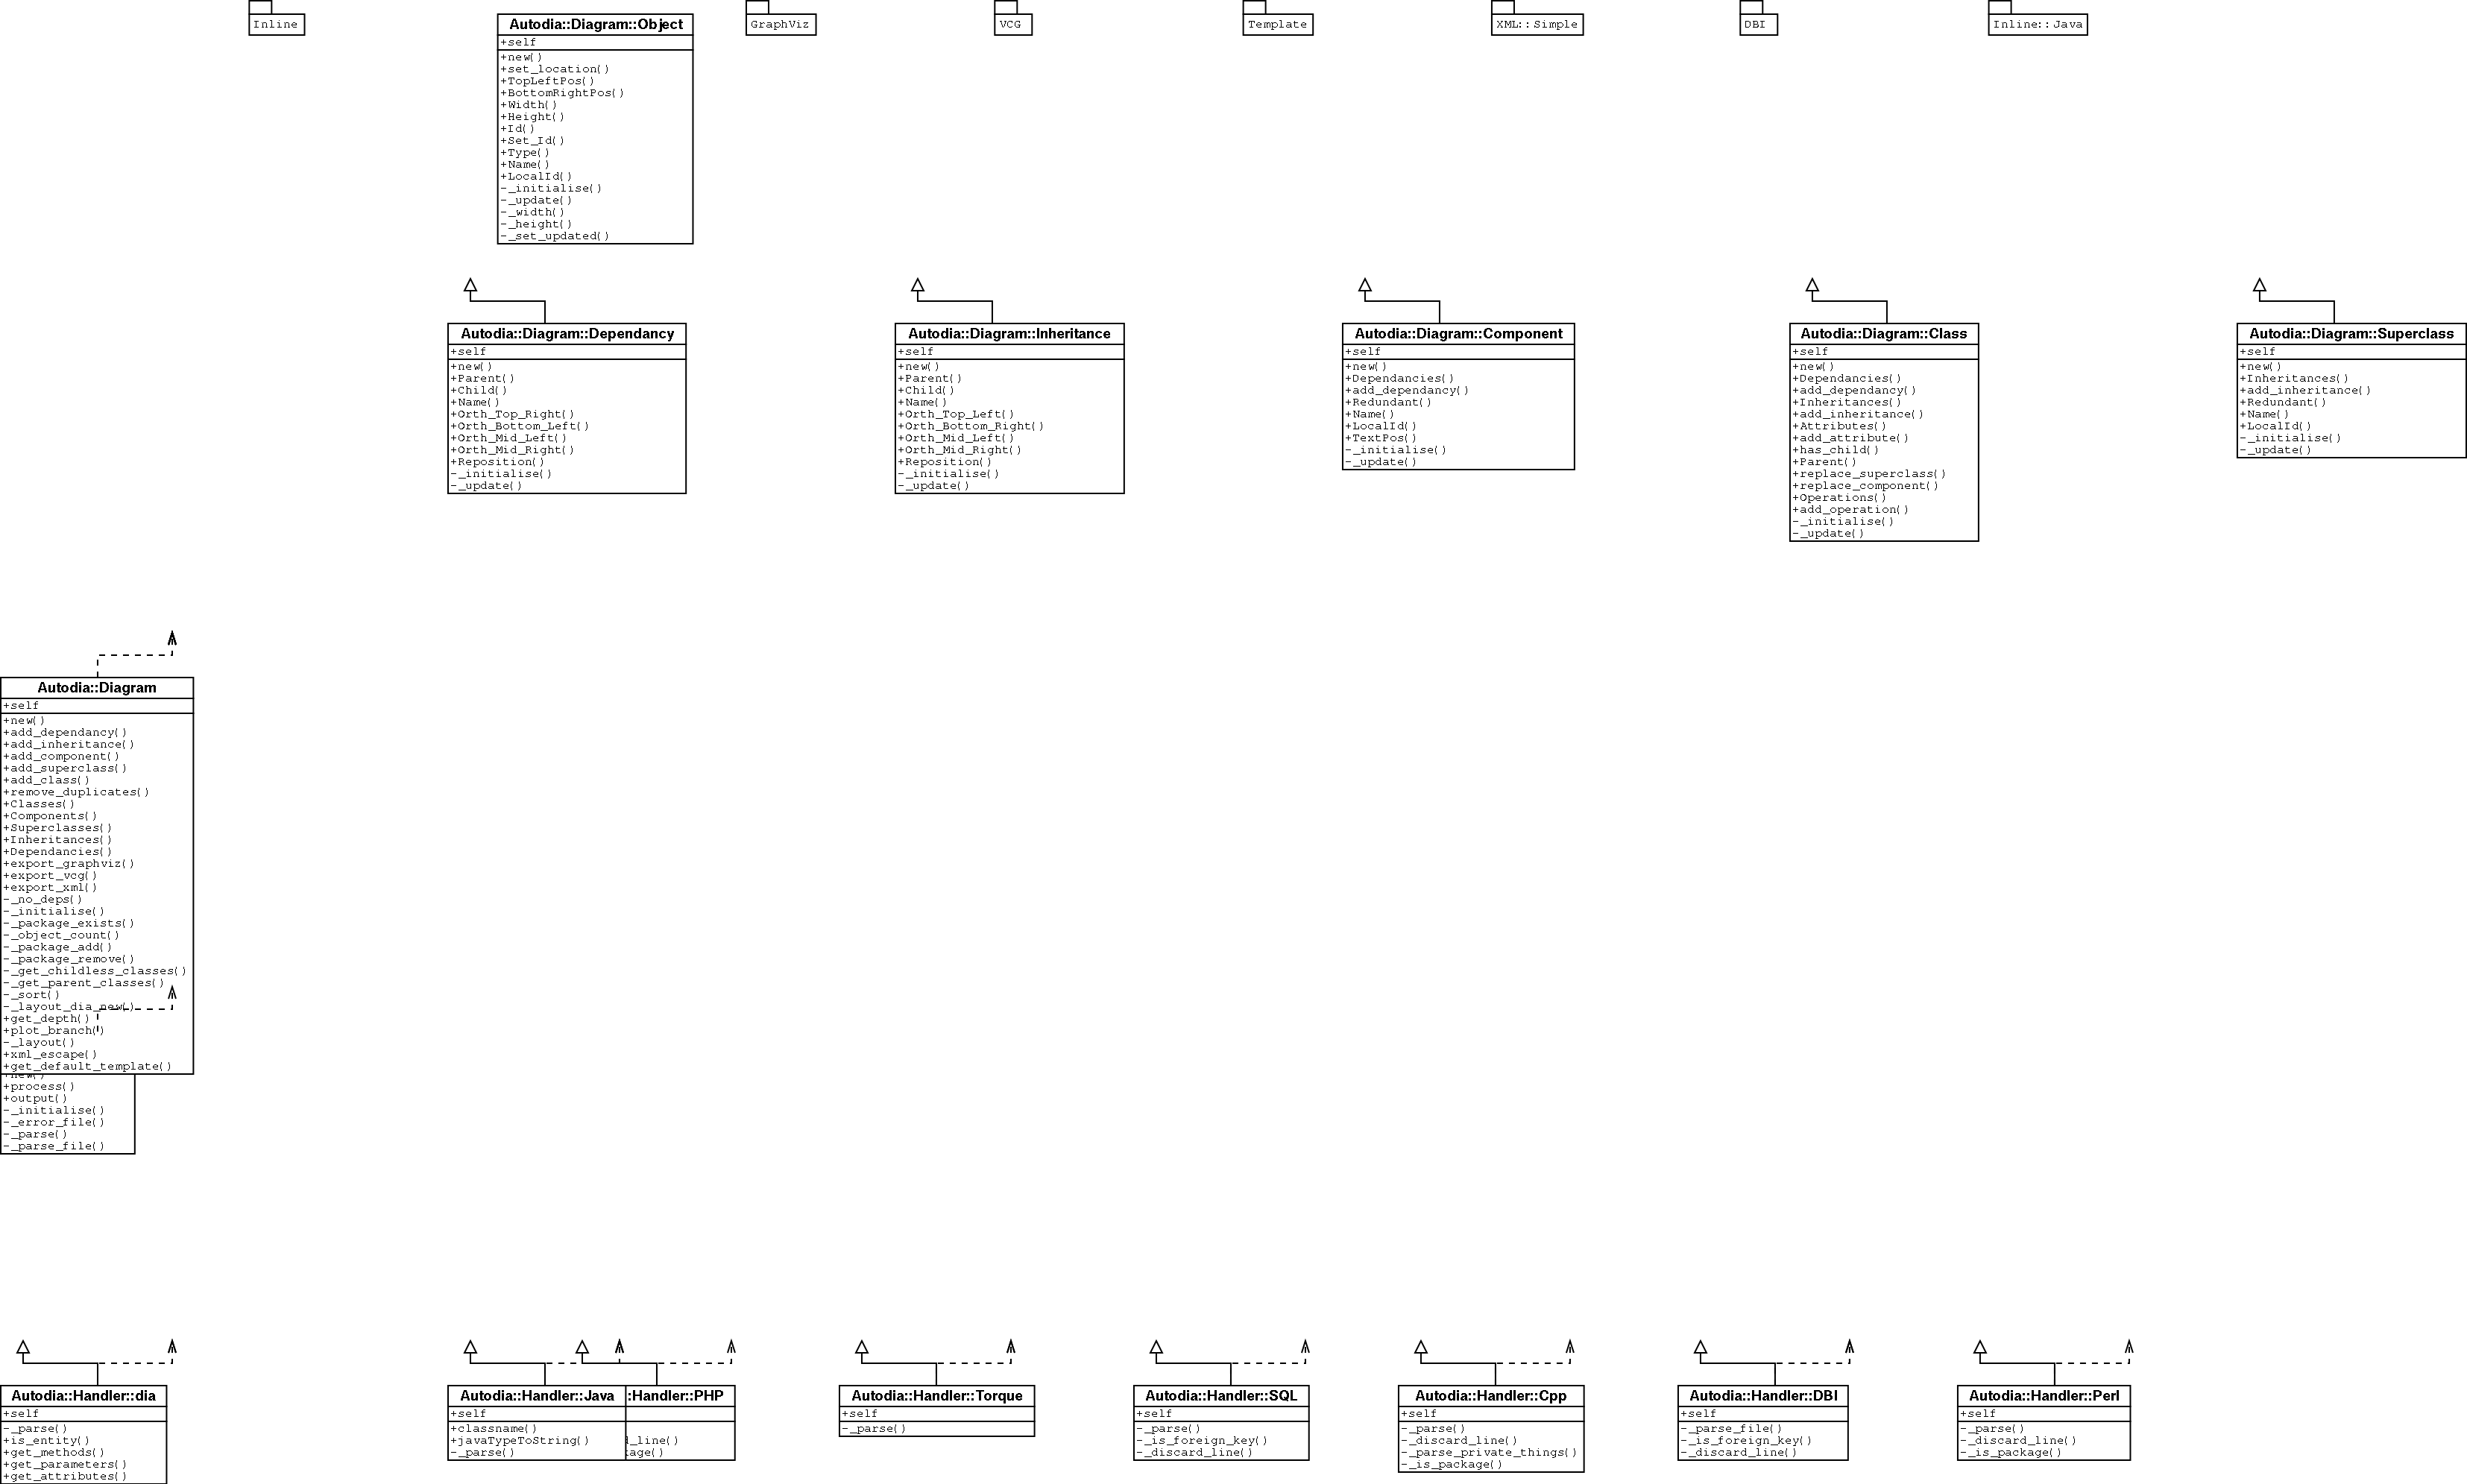 Inline
Autodia::Diagram::Object
+self
+new()
+set_location()
+TopLeftPos()
+BottomRightPos()
+Width()
+Height()
+Id()
+Set_Id()
+Type()
+Name()
+LocalId()
-_initialise()
-_update()
-_width()
-_height()
-_set_updated()
GraphViz
VCG
Template
XML::Simple
DBI
Inline::Java
Autodia::Diagram::Dependancy
+self
+new()
+Parent()
+Child()
+Name()
+Orth_Top_Right()
+Orth_Bottom_Left()
+Orth_Mid_Left()
+Orth_Mid_Right()
+Reposition()
-_initialise()
-_update()
Autodia::Diagram::Inheritance
+self
+new()
+Parent()
+Child()
+Name()
+Orth_Top_Left()
+Orth_Bottom_Right()
+Orth_Mid_Left()
+Orth_Mid_Right()
+Reposition()
-_initialise()
-_update()
Autodia::Diagram::Component
+self
+new()
+Dependancies()
+add_dependancy()
+Redundant()
+Name()
+LocalId()
+TextPos()
-_initialise()
-_update()
Autodia::Diagram::Class
+self
+new()
+Dependancies()
+add_dependancy()
+Inheritances()
+add_inheritance()
+Attributes()
+add_attribute()
+has_child()
+Parent()
+replace_superclass()
+replace_component()
+Operations()
+add_operation()
-_initialise()
-_update()
Autodia::Diagram::Superclass
+self
+new()
+Inheritances()
+add_inheritance()
+Redundant()
+Name()
+LocalId()
-_initialise()
-_update()
Autodia::Diagram
+self
+new()
+add_dependancy()
+add_inheritance()
+add_component()
+add_superclass()
+add_class()
+remove_duplicates()
+Classes()
+Components()
+Superclasses()
+Inheritances()
+Dependancies()
+export_graphviz()
+export_vcg()
+export_xml()
-_no_deps()
-_initialise()
-_package_exists()
-_object_count()
-_package_add()
-_package_remove()
-_get_childless_classes()
-_get_parent_classes()
-_sort()
-_layout_dia_new()
+get_depth()
+plot_branch()
-_layout()
+xml_escape()
+get_default_template()
+new()
+process()
+output()
-_initialise()
-_error_file()
-_parse()
-_parse_file()
Autodia::Handler::dia
+self
-_parse()
+is_entity()
+get_methods()
+get_parameters()
+get_attributes()
Autodia::Handler::Java
+self
+classname()
+javaTypeToString()
-_parse()
:Handler::PHP
_line()
kage()
Autodia::Handler::Torque
+self
-_parse()
Autodia::Handler::SQL
+self
-_parse()
-_is_foreign_key()
-_discard_line()
Autodia::Handler::Cpp
+self
-_parse()
-_discard_line()
-_parse_private_things()
-_is_package()
Autodia::Handler::DBI
+self
-_parse_file()
-_is_foreign_key()
-_discard_line()
Autodia::Handler::Perl
+self
-_parse()
-_discard_line()
-_is_package()